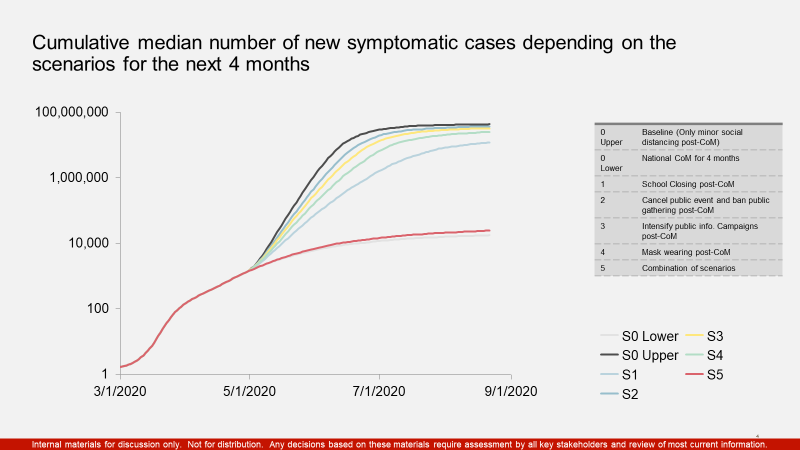 Cumulative median number of new symptomatic cases depending on the
scenarios for the next 4 months
100,000,000
1,000,000
10,000
100
1
3/1/2020 5/1/2020 7/1/2020 9/1/2020
0 Baseline (Only minor social
Upper distancing post-CoM)
0 National CoM for 4 months
Lower
1 School Closing post-CoM
2 Cancel public event and ban public
gathering post-CoM
3 Intensify public info. Campaigns
post-CoM
4 Mask wearing post-CoM
5 Combination of scenarios
S0 Lower S3
S0 Upper S4
S1 S5
S2
Internal materials for discussion only. Not for distribution. Any decisions based on these materials require assessment by all key stakeholders and review of most current information.